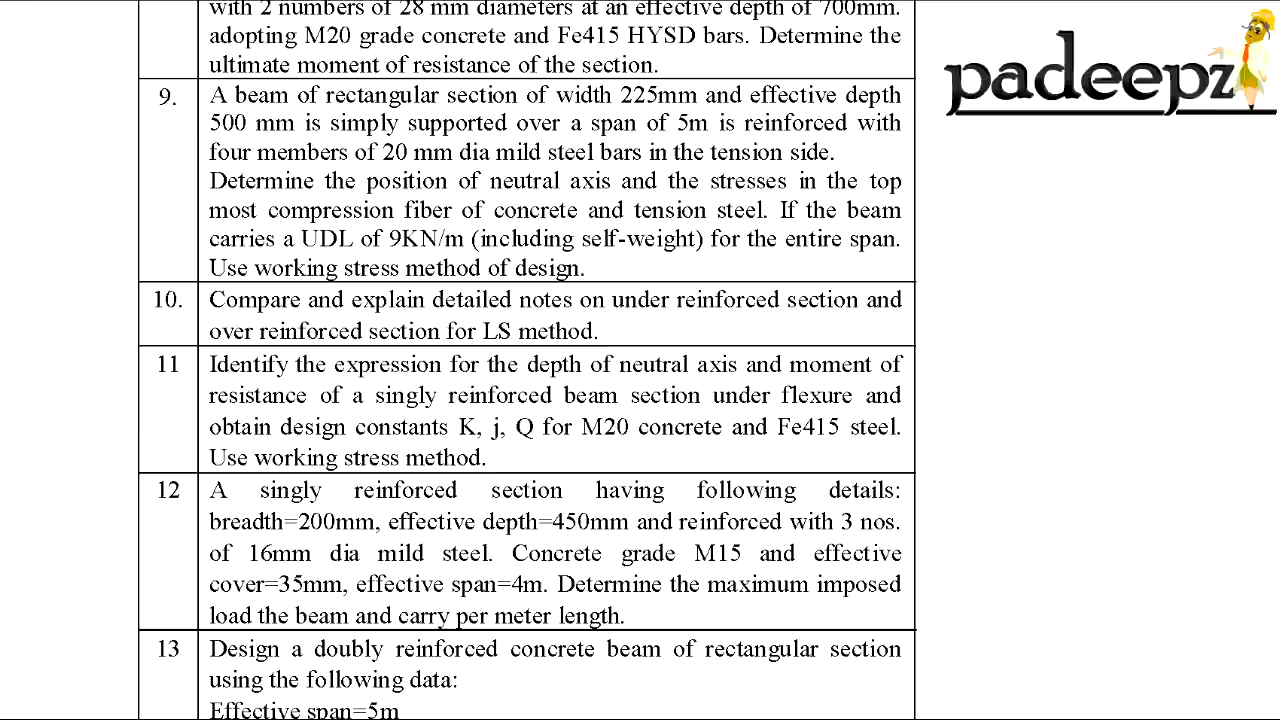 with 2 numbers of 28 mm diameters at an effective depth of 700mm.
adopting M20 grade concrete and Fe415 HYSD bars. Determine the
ultimate moment of resistance of the section.
9. A beam of rectangular section of width 225mm and effective depth
500 mm is simply supported over a span of 5m is reinforced with
four members of 20 mm dia mild steel bars in the tension side.
Determine the position of neutral axis and the stresses in the top
most compression fiber of concrete and tension steel. If the beam
carries a UDL of 9KN/m (including self-weight) for the entire span.
Use working stress method of design.
10. Compare and explain detailed notes on under reinforced section and
over reinforced section for LS method.
11 Identify the expression for the depth of neutral axis and moment of
resistance of a singly reinforced beam section under flexure and
obtain design constants K, j, Q for M20 concrete and Fe415 steel.
Use working stress method.
12 A singly reinforced section having following details:
breadth=200mm, effective depth=450mm and reinforced with 3 nos.
of 16mm dia mild steel. Concrete grade M15 and effective
cover=35mm, effective span=4m. Determine the maximum imposed
load the beam and carry per meter length.
13 Design a doubly reinforced concrete beam of rectangular section
using the following data:
Effective span=5m
padeepz